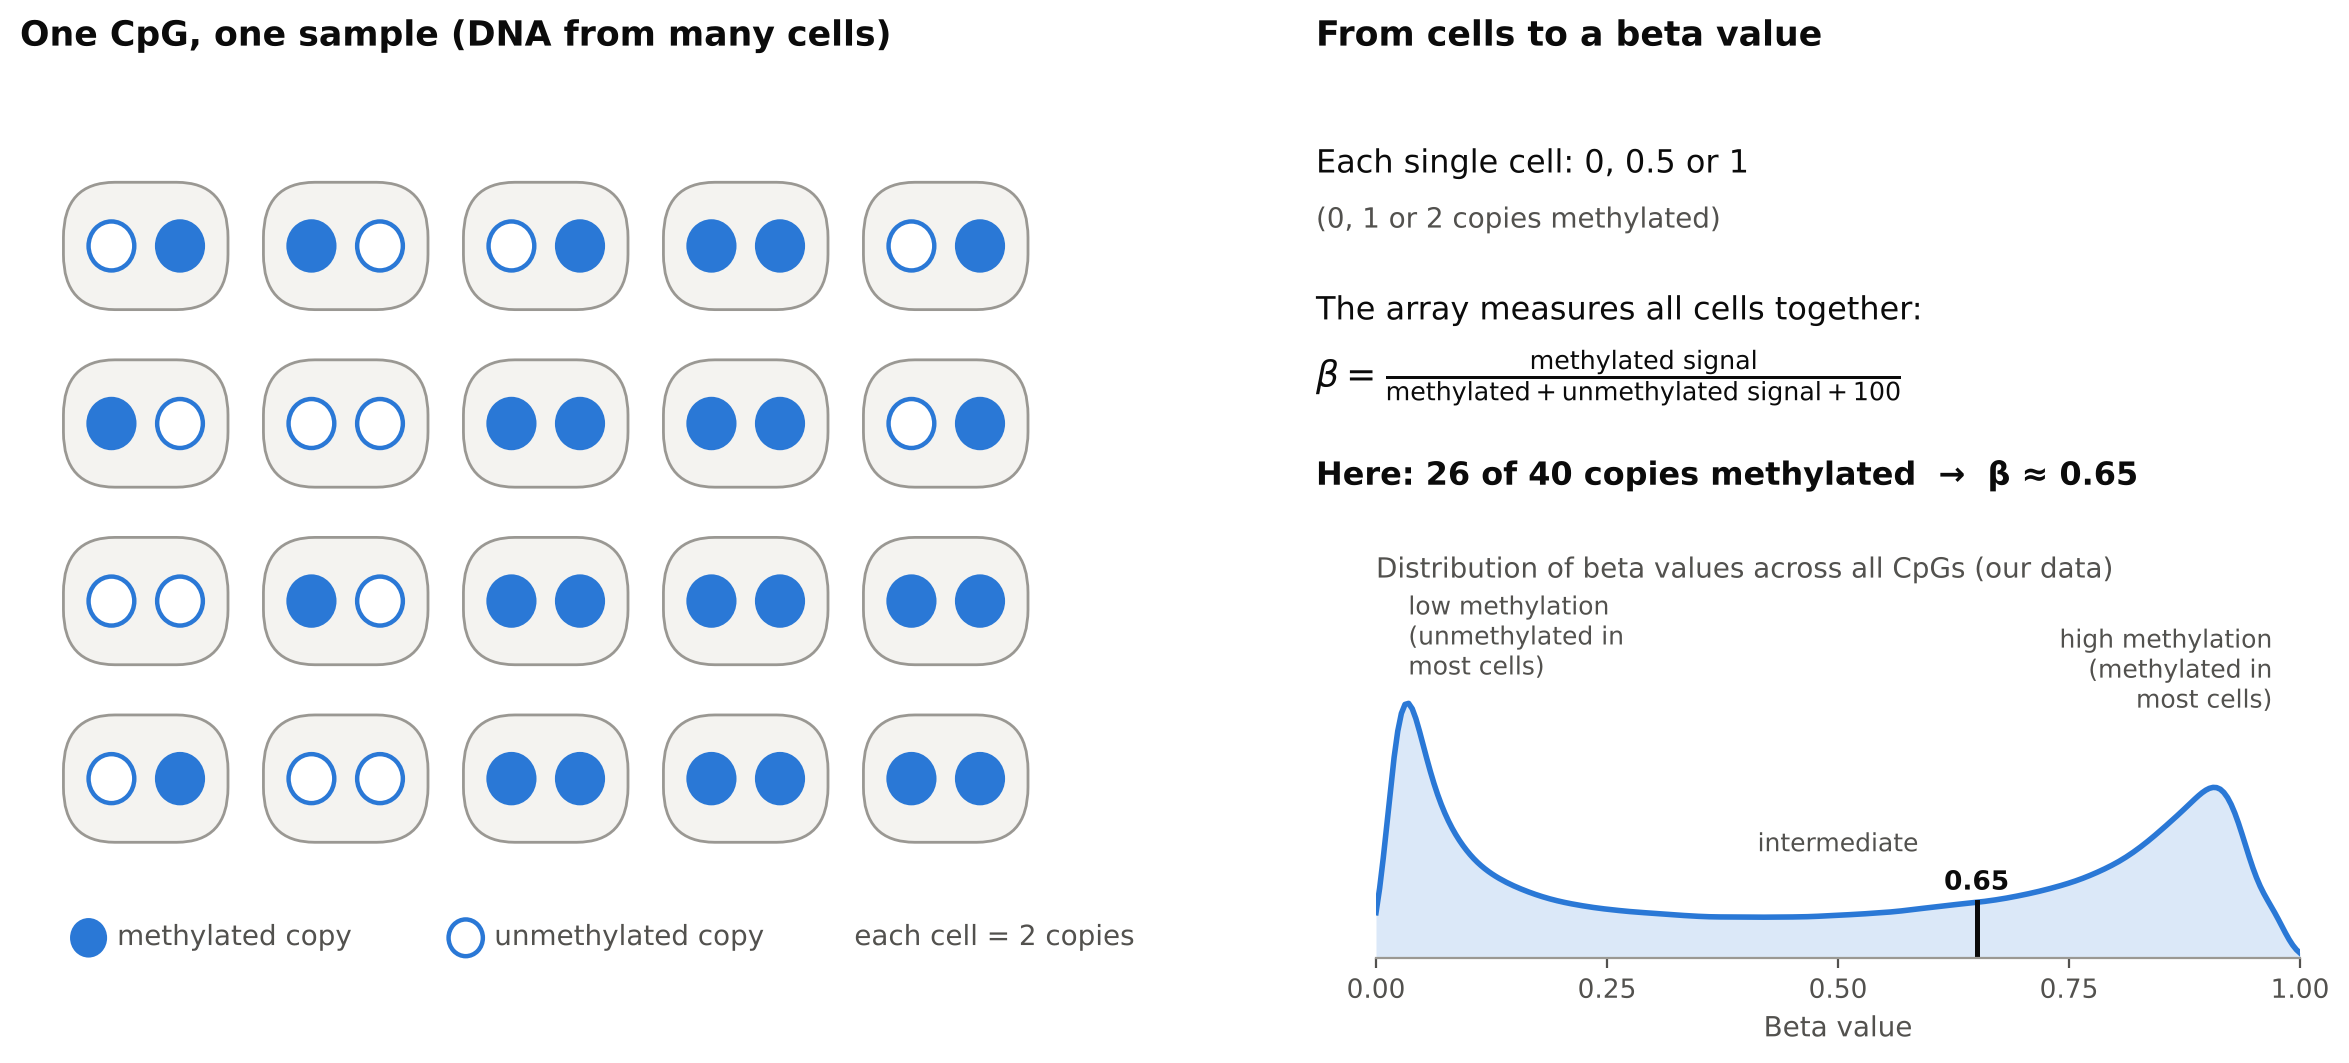 One CpG, one sample (DNA from many cells)
methylated copy
unmethylated copy
each cell = 2 copies
From cells to a beta value
Each single cell: 0, 0.5 or 1
(0, 1 or 2 copies methylated)
The array measures all cells together:
β = methylated signal / methylated + unmethylated signal + 100
Here: 26 of 40 copies methylated → β ≈ 0.65
Distribution of beta values across all CpGs (our data)
low methylation
(unmethylated in
most cells)
high methylation
(methylated in
most cells)
intermediate
0.65
0.00 0.25 0.50 0.75 1.00
Beta value